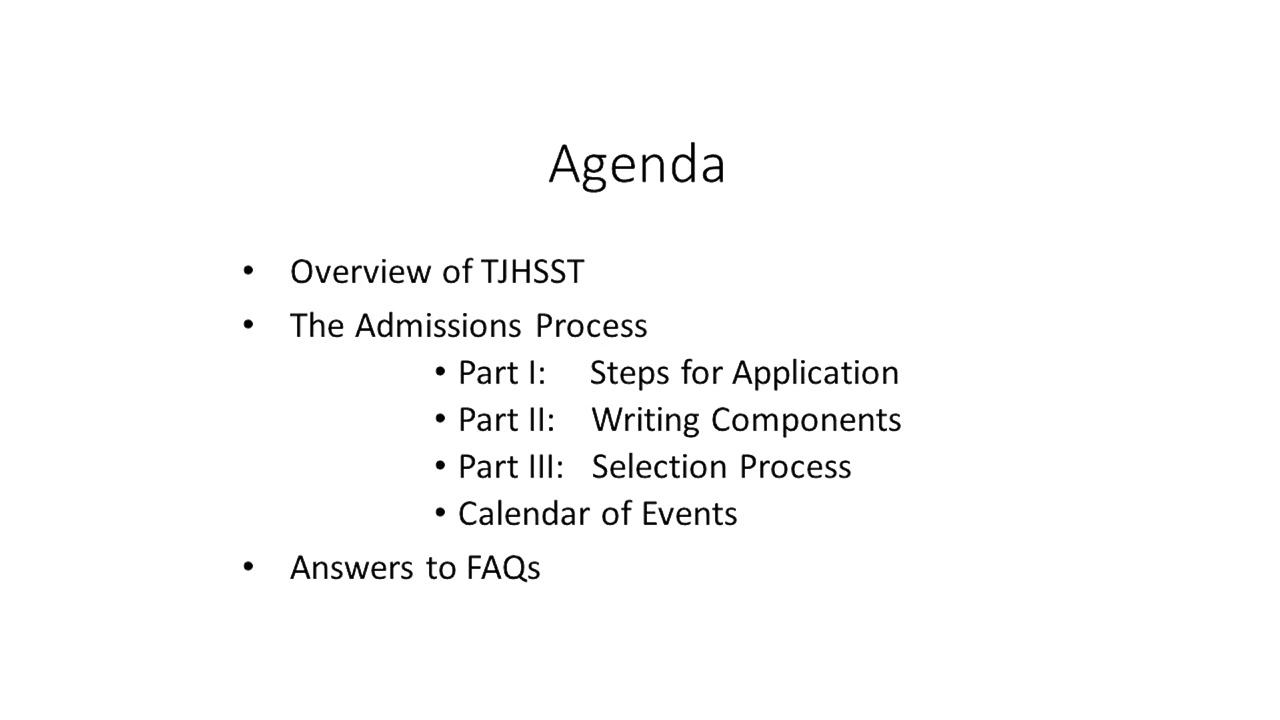 Agenda
• Overview of TJHSST
• The Admissions Process
• Part I: Steps for Application
• Part II: Writing Components
• Part III: Selection Process
• Calendar of Events
• Answers to FAQs